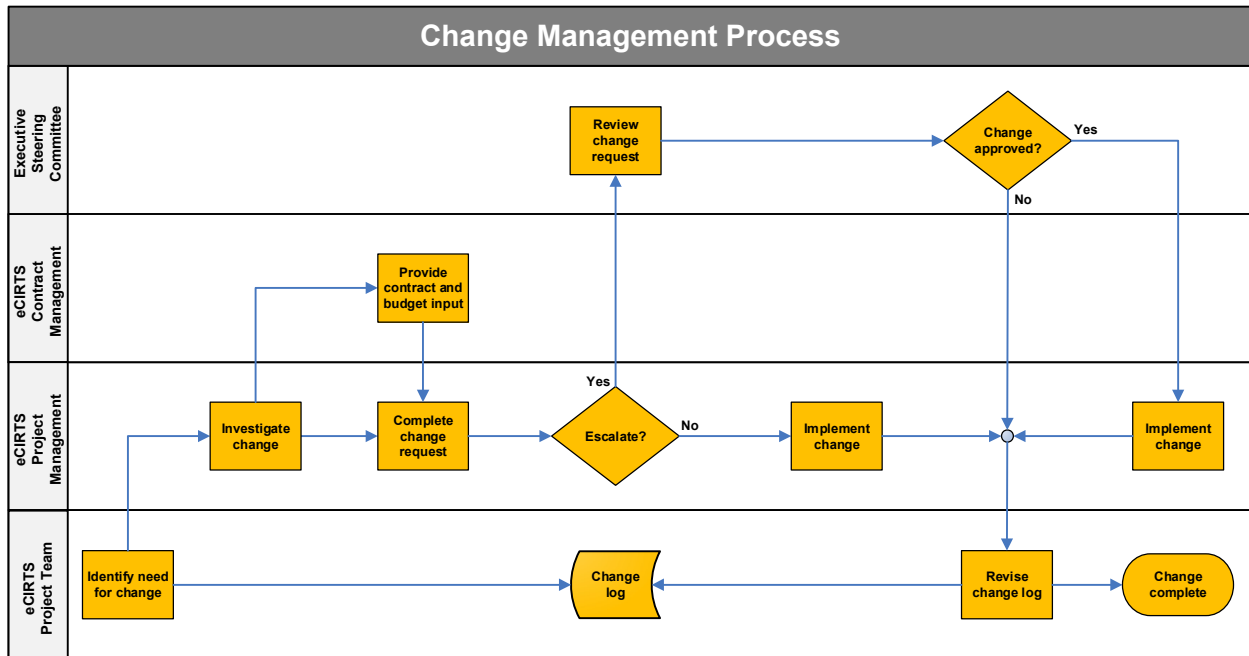 Change Management Process
Executive
Steering
Committee
Review
change
request
Change
approved?
Yes
No
eCIRTS
Contract
Management
Provide
contract and
budget input
eCIRTS
Project
Management
Investigate
change
Complete
change
request
Yes
Escalate?
No
Implement
change
Implement
change
eCIRTS
Project Team
Identify need
for change
Change
log
Revise
change log
Change
complete